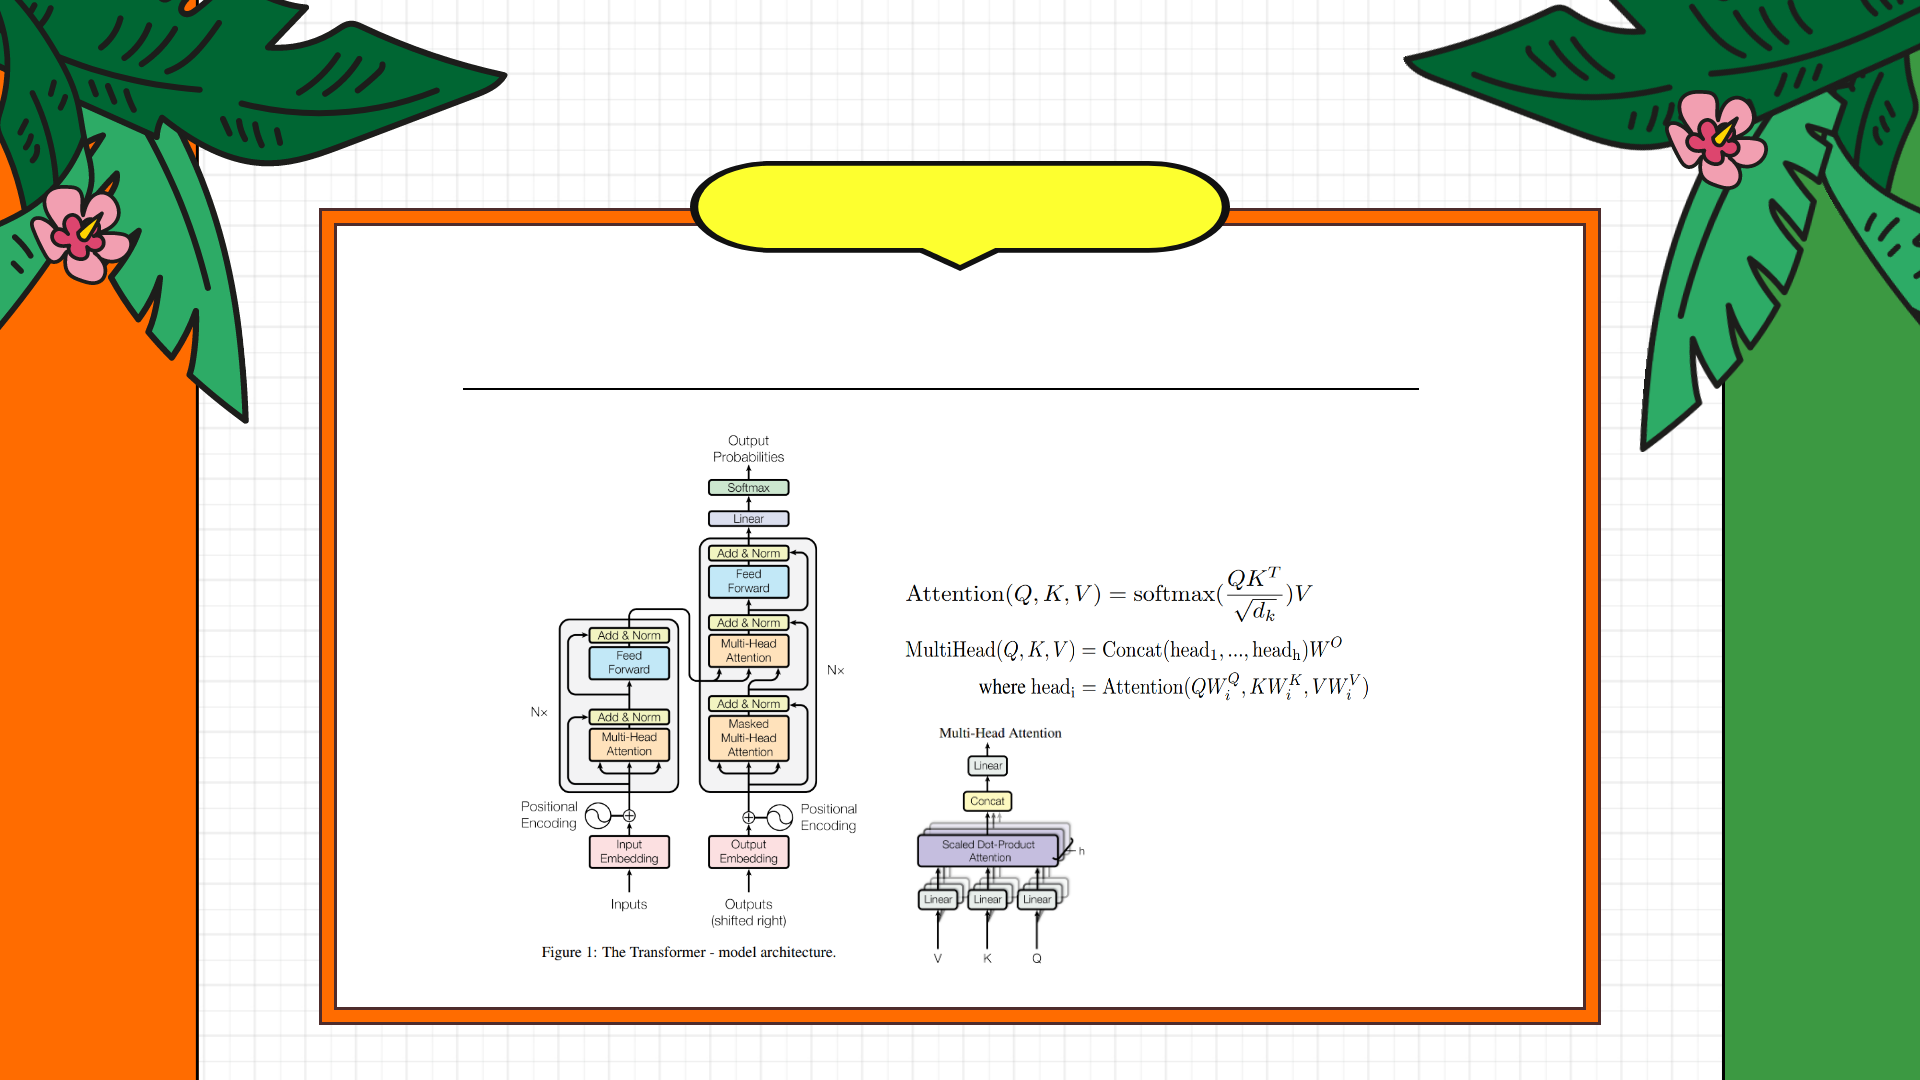 Output
Probabilities
Softmax
Linear
Add & Norm
Feed
Forward
Add & Norm
Multi-Head
Attention
Nx
Add & Norm
Masked
Multi-Head
Attention
Add & Norm
Feed
Forward
Nx
Add & Norm
Multi-Head
Attention
Positional
Encoding
Positional
Encoding
Input
Embedding
Output
Embedding
Inputs
Outputs
(shifted right)
Figure 1: The Transformer - model architecture.
Attention(Q, K, V) = softmax(QK^T/√d_k)V
MultiHead(Q, K, V) = Concat(head_1, ..., head_h)W^O
where head_i = Attention(QW_i^Q, KW_i^K, VW_i^V)
Multi-Head Attention
Linear
Concat
Scaled Dot-Product
Attention
h
Linear Linear Linear
V K Q